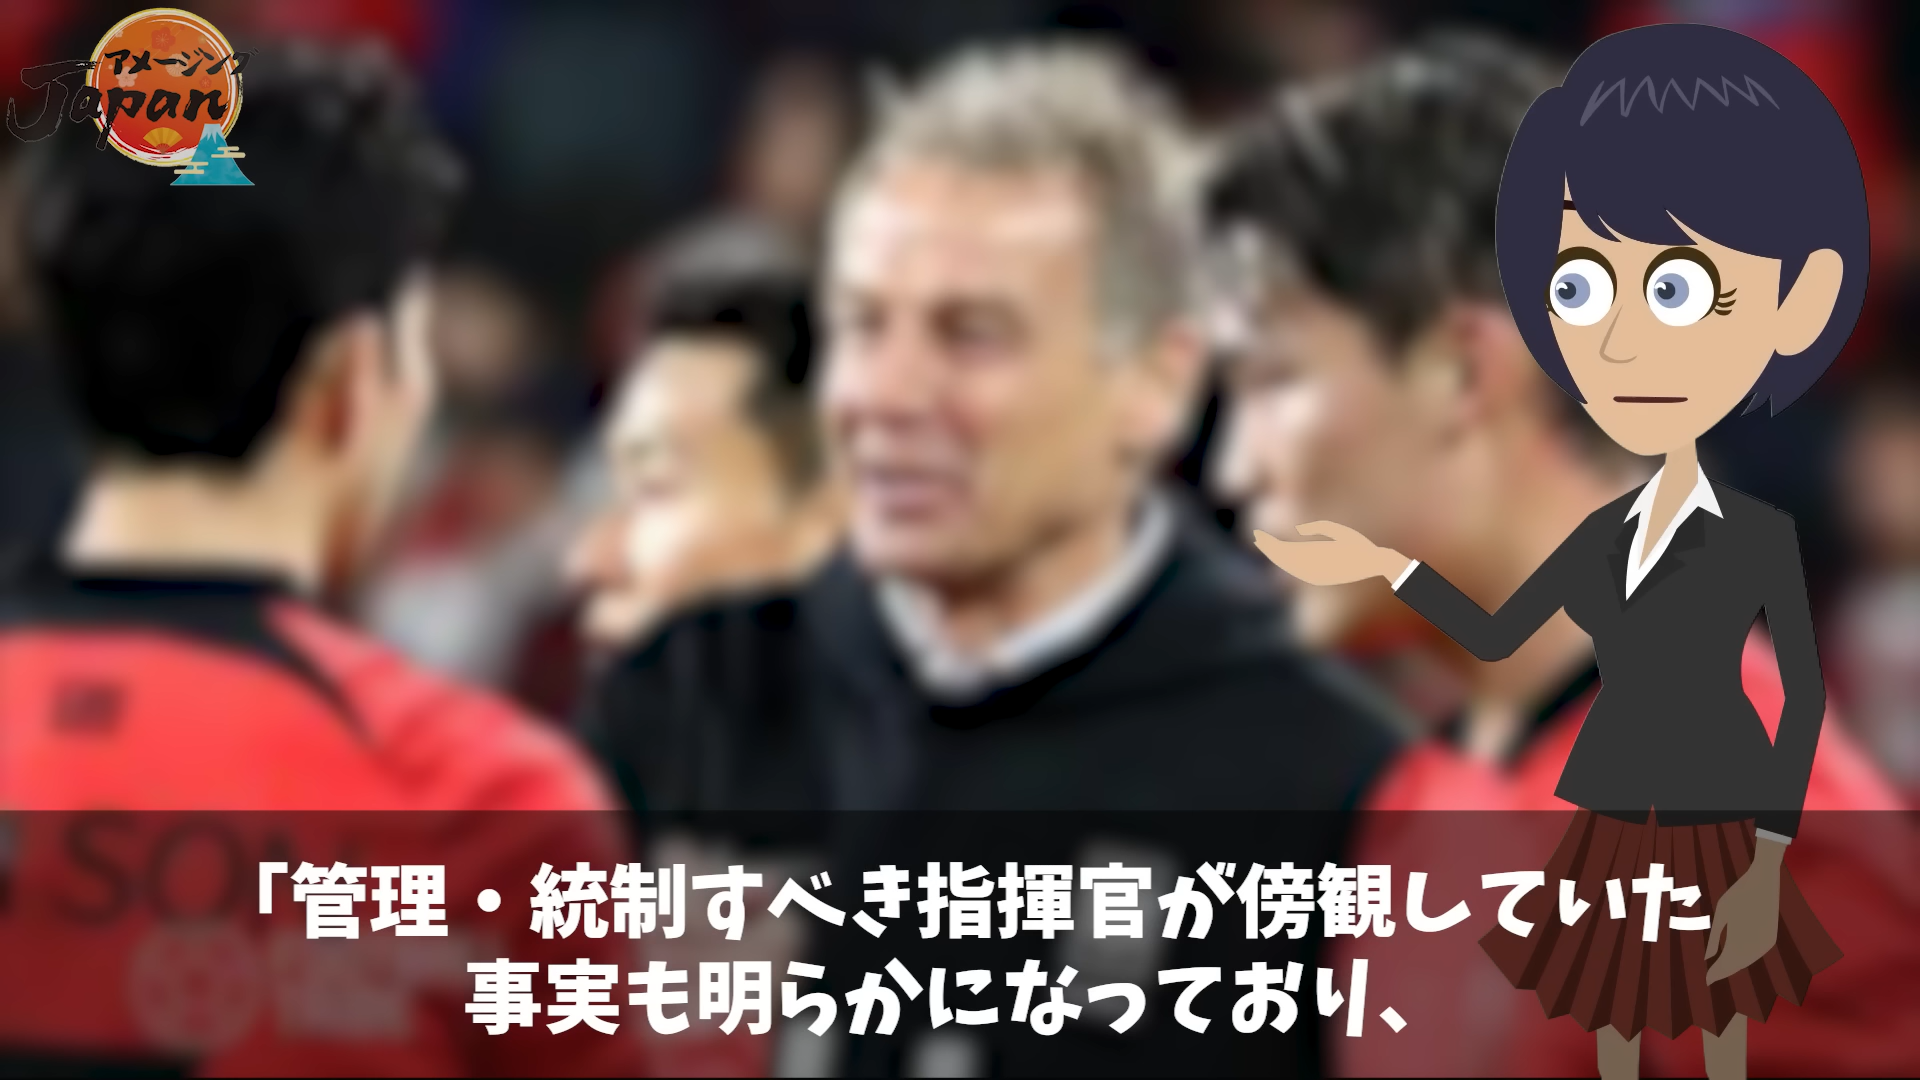 アメージング
Japan
SON
「管理・統制すべき指揮官が傍観していた
事実も明らかになっており、